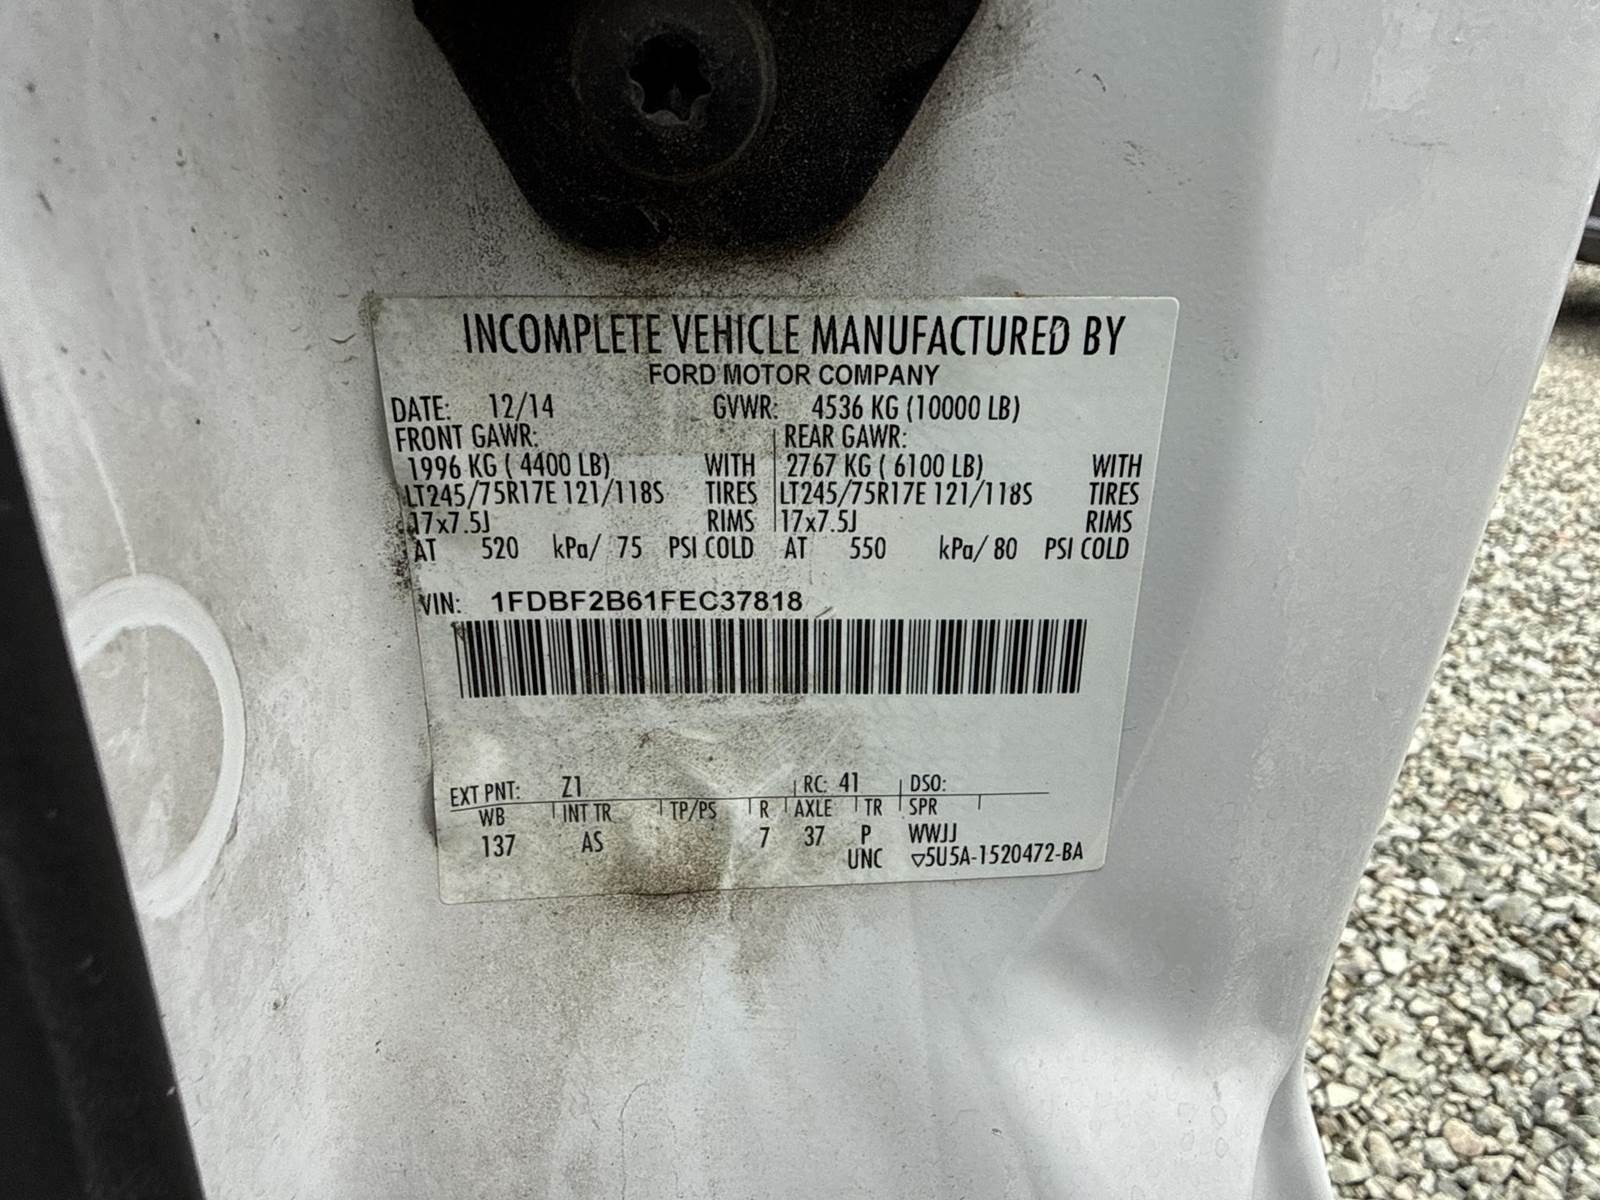 INCOMPLETE VEHICLE MANUFACTURED BY
FORD MOTOR COMPANY
DATE: 12/14 GVWR: 4536 KG (10000 LB)
FRONT GAWR: REAR GAWR:
1996 KG ( 4400 LB) WITH 2767 KG ( 6100 LB) WITH
LT245/75R17E 121/118S TIRES LT245/75R17E 121/118S TIRES
17x7.5J RIMS 17x7.5J RIMS
AT 520 kPa/ 75 PSI COLD AT 550 kPa/ 80 PSI COLD
VIN: 1FDBF2B61FEC37818
EXT PNT: Z1 RC: 41 DSO:
WB INT TR TP/PS R AXLE TR SPR
137 AS 7 37 P WWJJ
UNC ▽5U5A-1520472-BA